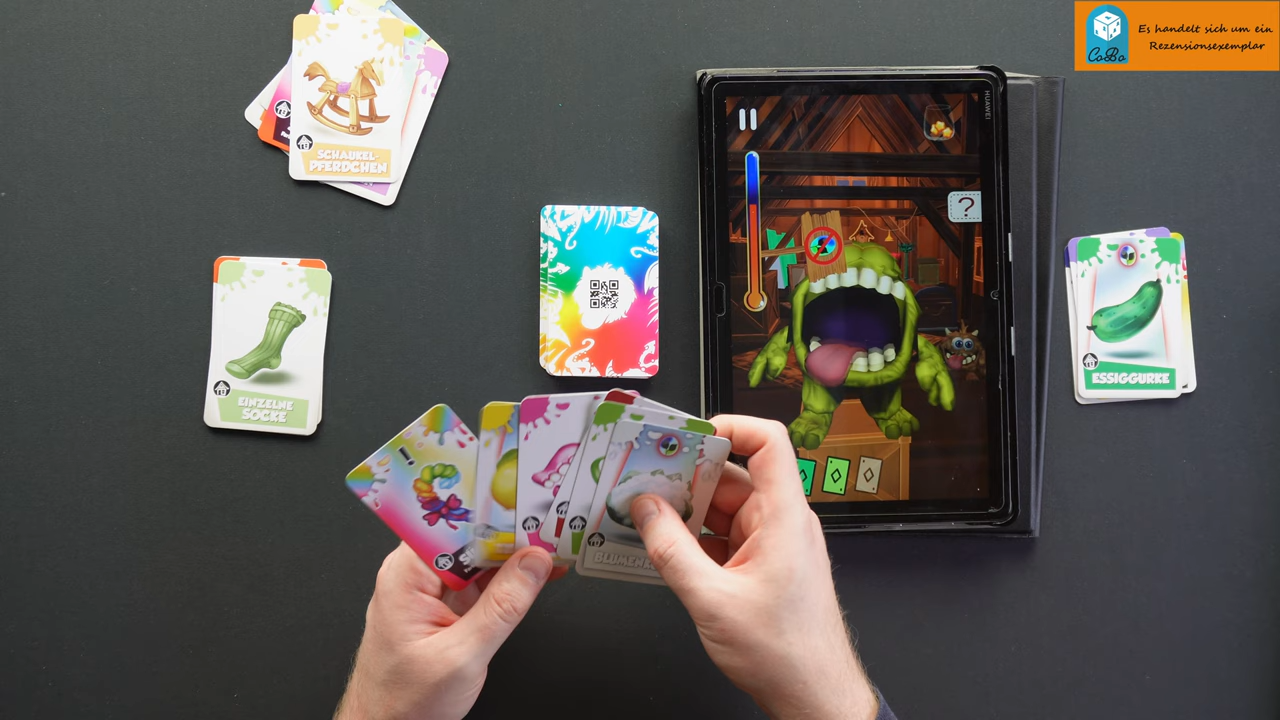 Es handelt sich um ein
Rezensionsexemplar
CoBo
SCHAUKEL-
PFERDCHEN
HUAWEI
?
EINZELNE
SOCKE
ESSIGGURKE
!